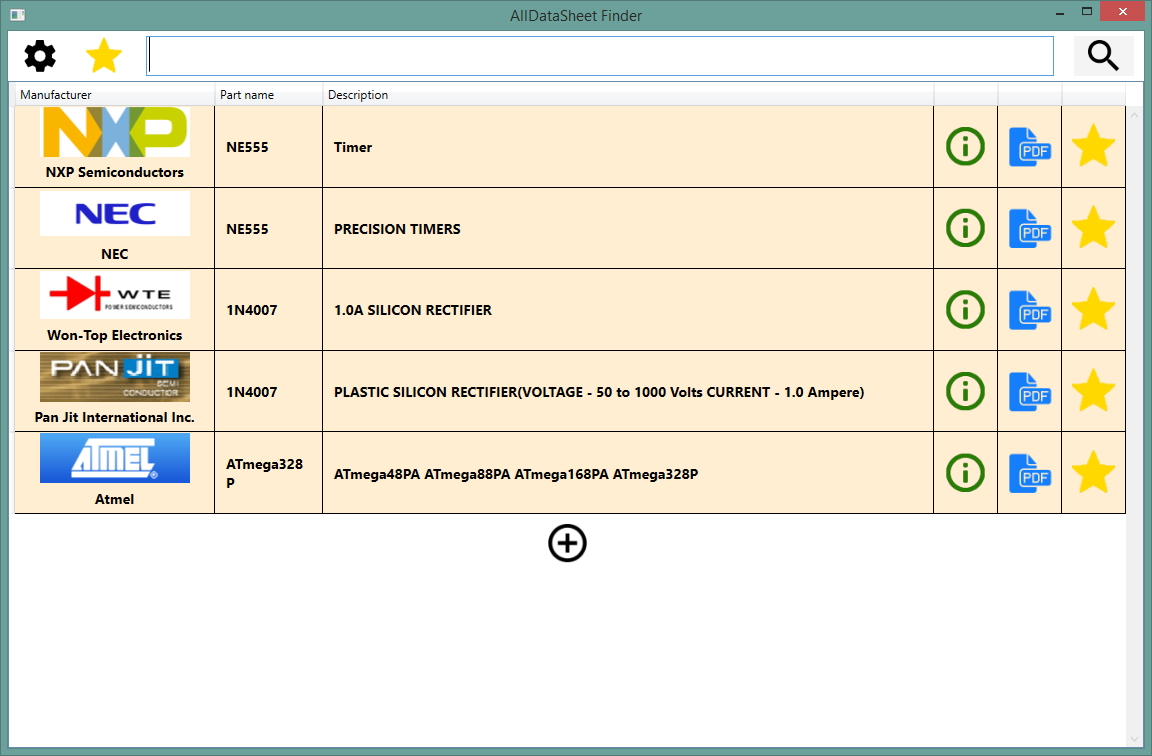 AllDataSheet Finder
Manufacturer Part name Description
NXP
NXP Semiconductors
NE555
Timer
PDF
NEC
NEC
NE555
PRECISION TIMERS
PDF
WTE
POWER SEMICONDUCTORS
Won-Top Electronics
1N4007
1.0A SILICON RECTIFIER
PDF
PAN JIT
SEMI
CONDUCTOR
Pan Jit International Inc.
1N4007
PLASTIC SILICON RECTIFIER(VOLTAGE - 50 to 1000 Volts CURRENT - 1.0 Ampere)
PDF
ATMEL
Atmel
ATmega328
P
ATmega48PA ATmega88PA ATmega168PA ATmega328P
PDF